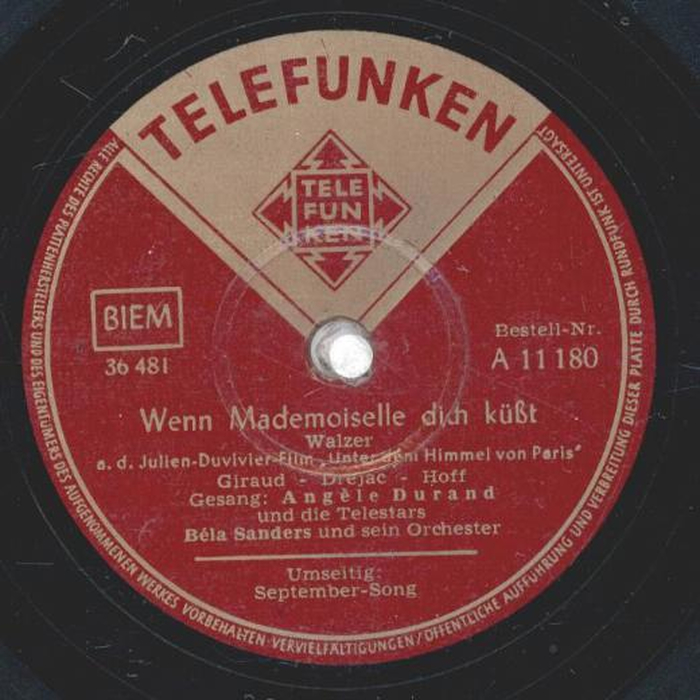 TELEFUNKEN
TELE
FUN
KEN
BIEM
36 481
Bestell-Nr.
A 11 180
Wenn Mademoiselle dich küßt
Walzer
a. d. Julien-Duvivier-Film „Unter dem Himmel von Paris"
Giraud - Drejac - Hoff
Gesang: Angèle Durand
und die Telestars
Béla Sanders und sein Orchester
Umseitig:
September-Song
ALLE RECHTE DES PLATTENHERSTELLERS UND DES EIGENTÜMERS DES AUFGENOMMENEN WERKES VORBEHALTEN · VERVIELFÄLTIGUNGEN / ÖFFENTLICHE AUFFÜHRUNG UND VERBREITUNG DIESER PLATTE DURCH RUNDFUNK IST UNTERSAGT